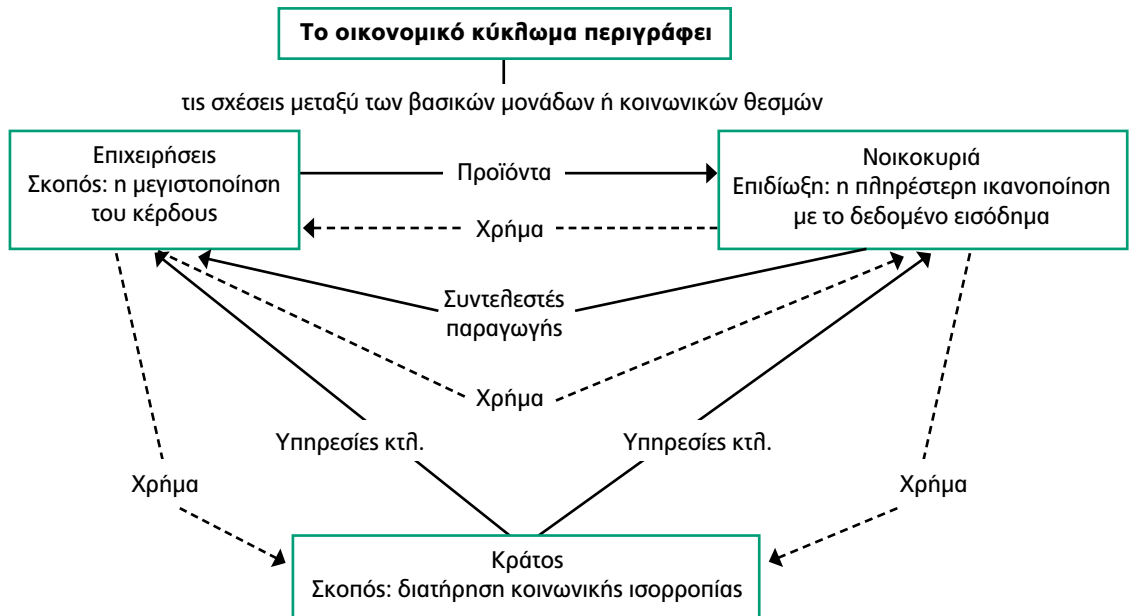 Το οικονομικό κύκλωμα περιγράφει
τις σχέσεις μεταξύ των βασικών μονάδων ή κοινωνικών θεσμών
Επιχειρήσεις
Σκοπός: η μεγιστοποίηση
του κέρδους
Προϊόντα
Χρήμα
Νοικοκυριά
Επιδίωξη: η πληρέστερη ικανοποίηση
με το δεδομένο εισόδημα
Συντελεστές
παραγωγής
Χρήμα
Υπηρεσίες κτλ.
Υπηρεσίες κτλ.
Χρήμα
Χρήμα
Κράτος
Σκοπός: διατήρηση κοινωνικής ισορροπίας